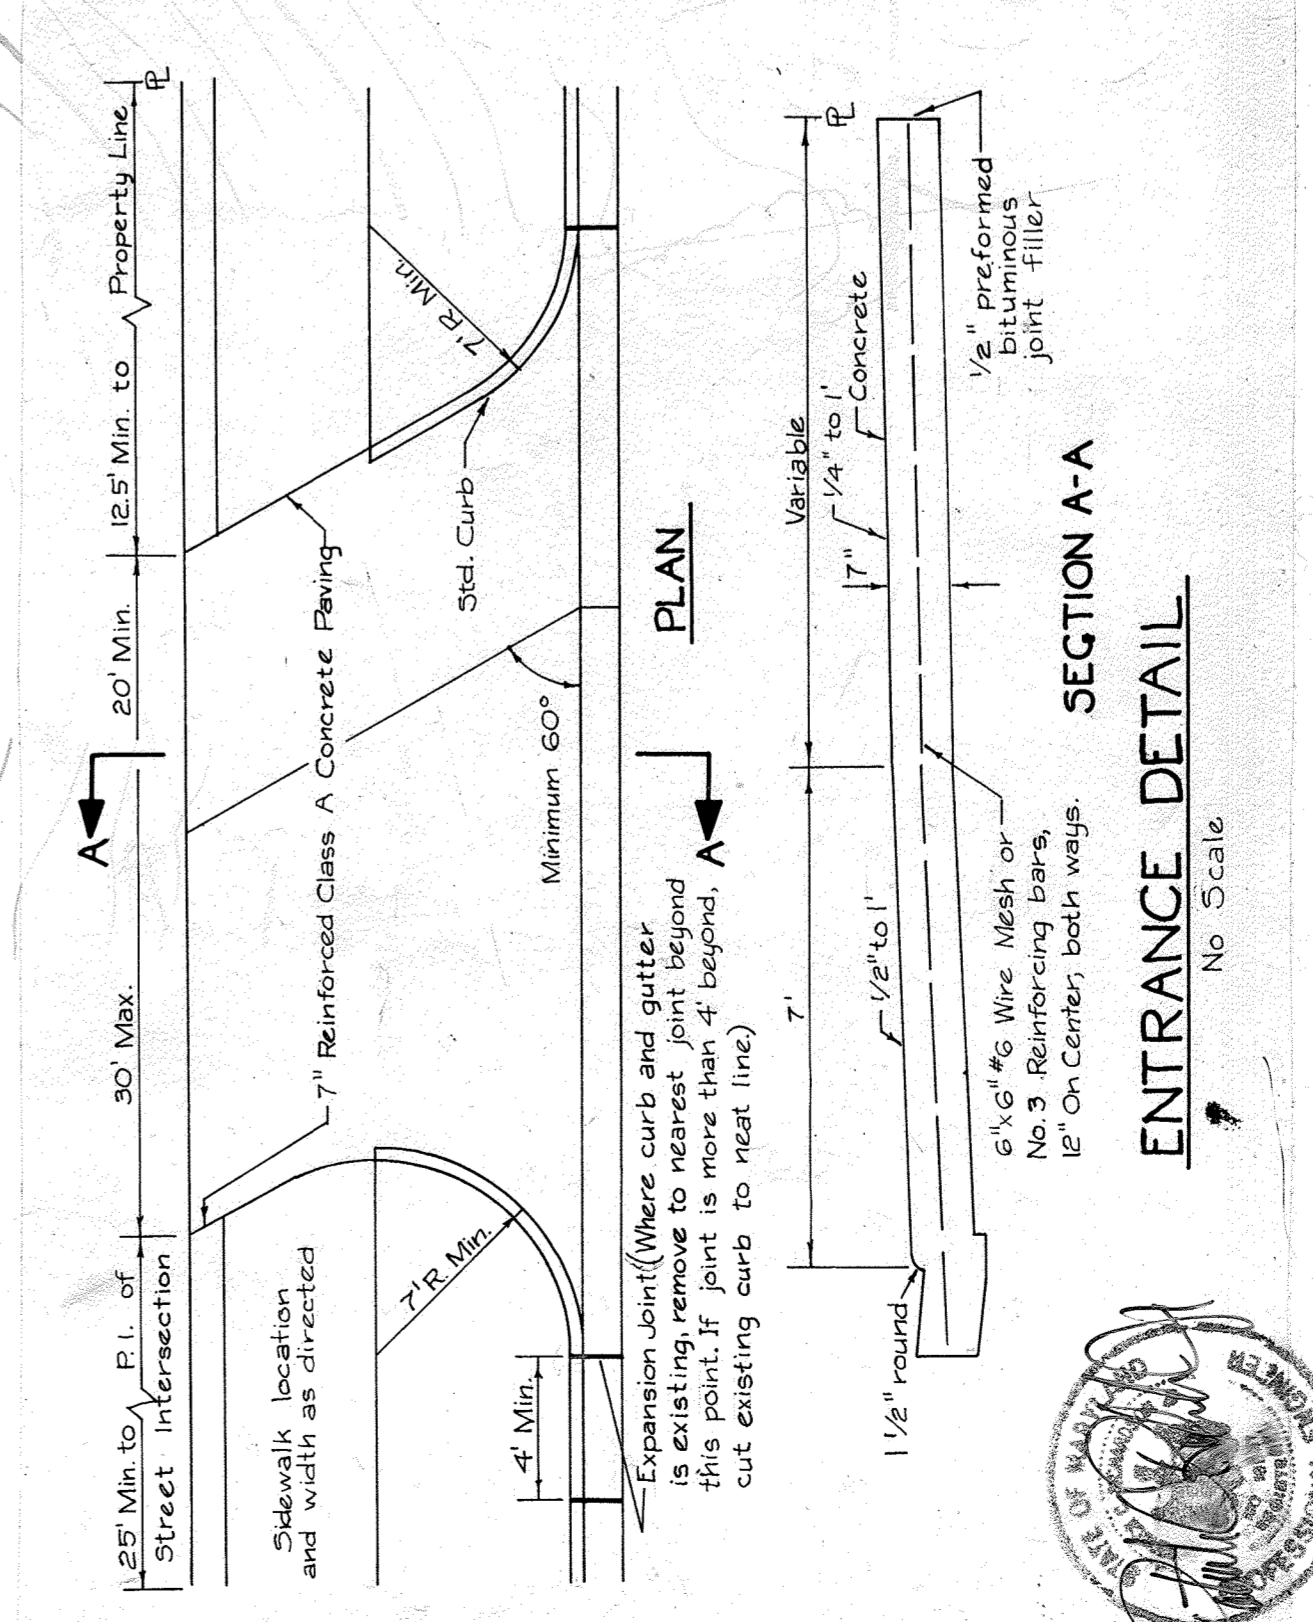 25' Min. to P. I. of
Street Intersection
30' Max.
20' Min.
12.5' Min. to Property Line
PL
A
7" Reinforced Class A Concrete Paving
Sidewalk location
and width as directed
7' R. Min.
7' R. Min.
Std. Curb
Minimum 60°
4' Min.
A
Expansion Joint (Where curb and gutter
is existing, remove to nearest joint beyond
this point. If joint is more than 4' beyond,
cut existing curb to neat line.)
PLAN
7'
Variable
PL
1/2" to 1'
7"
1/4" to 1'
Concrete
1 1/2" round
6" x 6" #6 Wire Mesh or
No. 3 Reinforcing bars,
12" On Center, both ways.
1/2" preformed
bituminous
joint filler
SECTION A-A
ENTRANCE DETAIL
No Scale
STATE OF MARYLAND